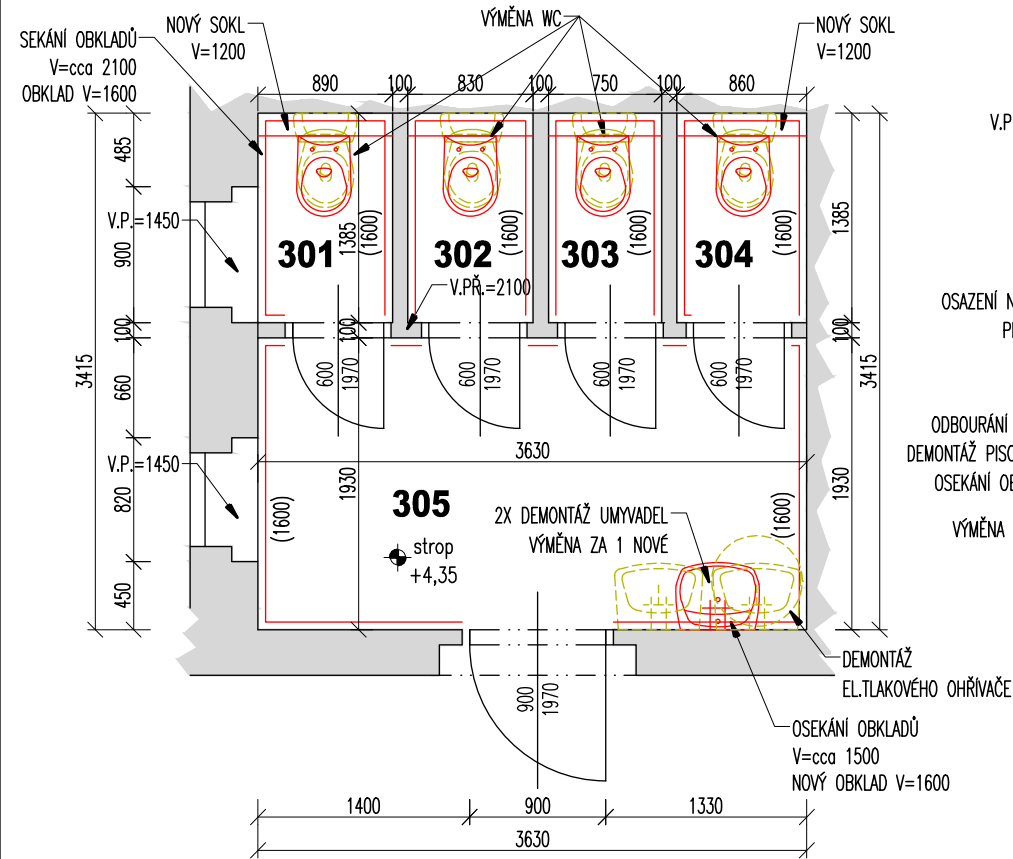 NOVÝ SOKL
V=1200
VÝMĚNA WC
NOVÝ SOKL
V=1200
SEKÁNÍ OBKLADŮ
V=cca 2100
OBKLAD V=1600
890
100
830
100
750
100
860
V.P
485
900
100
660
820
450
3415
V.P.=1450
V.P.=1450
301
302
303
304
1385
(1600)
(1600)
(1600)
(1600)
1385
V.PŘ.=2100
100
100
3415
OSAZENÍ N
600
1970
600
1970
600
1970
600
1970
3630
ODBOURÁNÍ
DEMONTÁŽ PISO
OSEKÁNÍ OB
VÝMĚNA
1930
1930
(1600)
(1600)
305
strop
+4,35
2X DEMONTÁŽ UMYVADEL
VÝMĚNA ZA 1 NOVÉ
DEMONTÁŽ
EL.TLAKOVÉHO OHŘÍVAČE
900
1970
OSEKÁNÍ OBKLADŮ
V=cca 1500
NOVÝ OBKLAD V=1600
1400
900
1330
3630